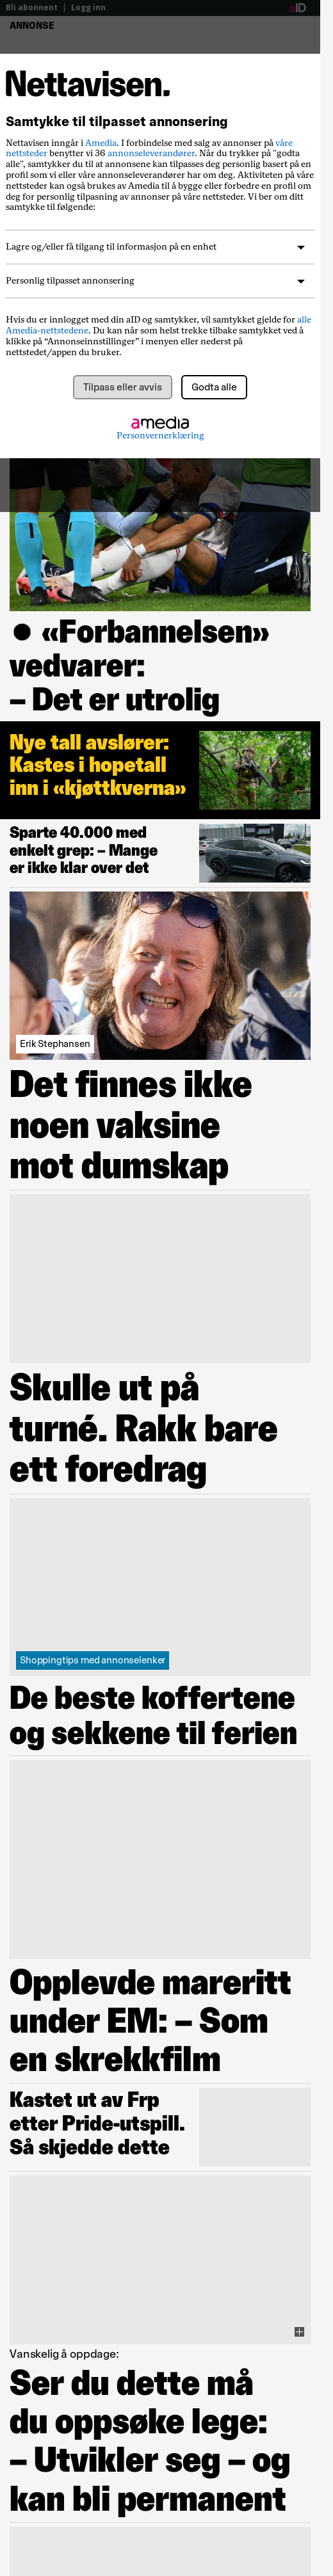 Bli abonnent | Logg inn
aID
ANNONSE
Nettavisen.
Samtykke til tilpasset annonsering
Nettavisen inngår i Amedia. I forbindelse med salg av annonser på våre
nettsteder benytter vi 36 annonseleverandører. Når du trykker på "godta
alle", samtykker du til at annonsene kan tilpasses deg personlig basert på en
profil som vi eller våre annonseleverandører har om deg. Aktiviteten på våre
nettsteder kan også brukes av Amedia til å bygge eller forbedre en profil om
deg for personlig tilpasning av annonser på våre nettsteder. Vi ber om ditt
samtykke til følgende:
Lagre og/eller få tilgang til informasjon på en enhet
Personlig tilpasset annonsering
Hvis du er innlogget med din aID og samtykker, vil samtykket gjelde for alle
Amedia-nettstedene. Du kan når som helst trekke tilbake samtykket ved å
klikke på “Annonseinnstillinger” i menyen eller nederst på
nettstedet/appen du bruker.
Tilpass eller avvis
Godta alle
amedia
Personvernerklæring
● «Forbannelsen»
vedvarer:
– Det er utrolig
Nye tall avslører:
Kastes i hopetall
inn i «kjøttkverna»
Sparte 40.000 med
enkelt grep: – Mange
er ikke klar over det
Erik Stephansen
Det finnes ikke
noen vaksine
mot dumskap
Skulle ut på
turné. Rakk bare
ett foredrag
Shoppingtips med annonselenker
De beste koffertene
og sekkene til ferien
Opplevde mareritt
under EM: – Som
en skrekkfilm
Kastet ut av Frp
etter Pride-utspill.
Så skjedde dette
Vanskelig å oppdage:
Ser du dette må
du oppsøke lege:
– Utvikler seg – og
kan bli permanent